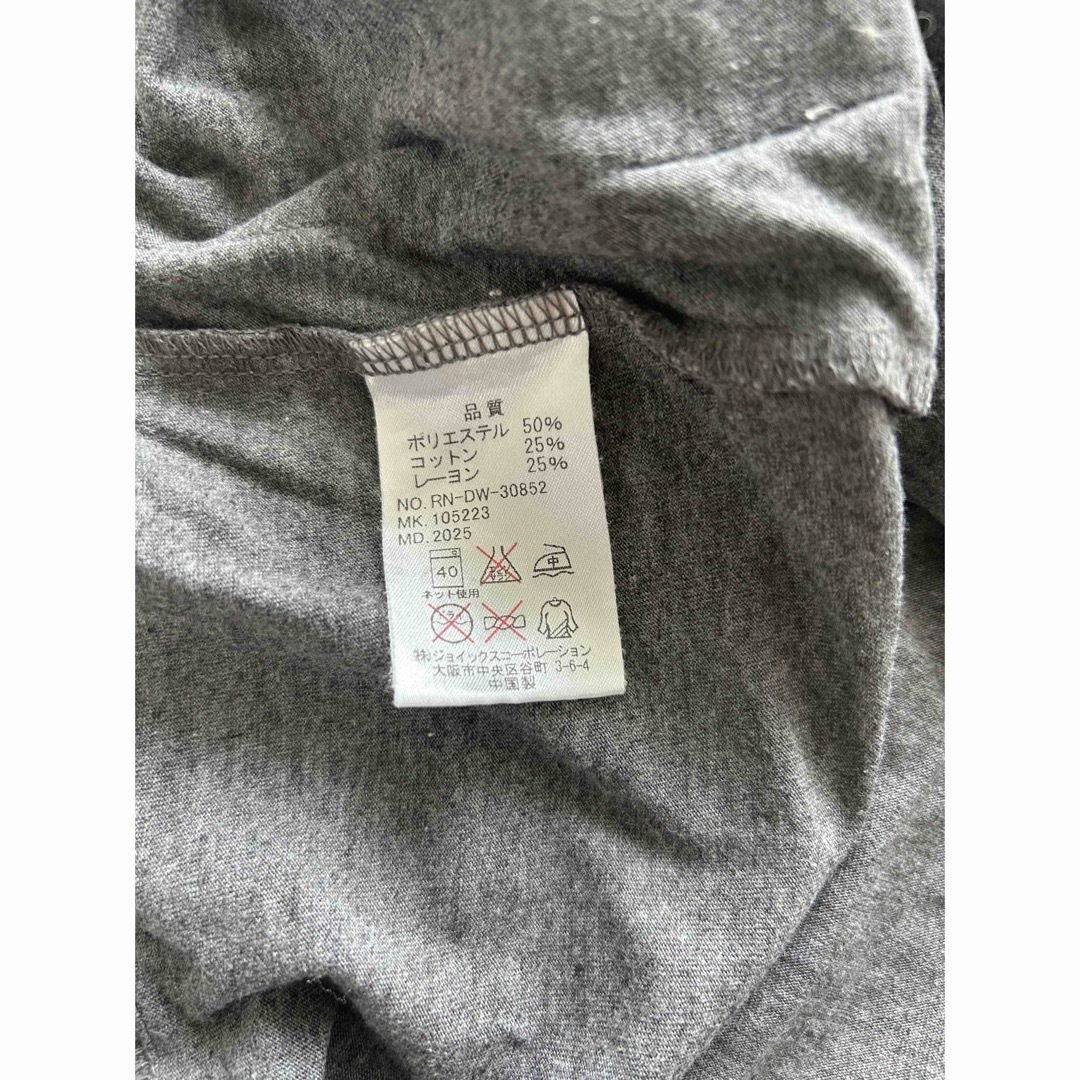 品質
ポリエステル 50%
コットン 25%
レーヨン 25%
NO. RN-DW-30852
MK. 105223
MD. 2025
40 中
ネット使用
ドライ
㈱ジョイックスコーポレーション
大阪市中央区谷町 3-6-4
中国製